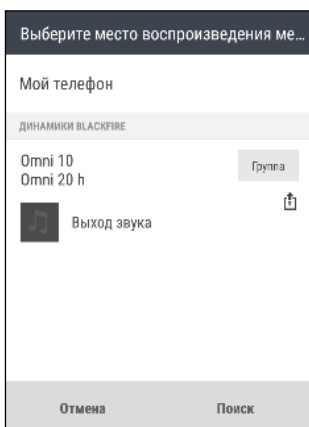 Выберите место воспроизведения ме...
Мой телефон
ДИНАМИКИ BLACKFIRE
Omni 10
Omni 20 h
Группа
Выход звука
Отмена
Поиск